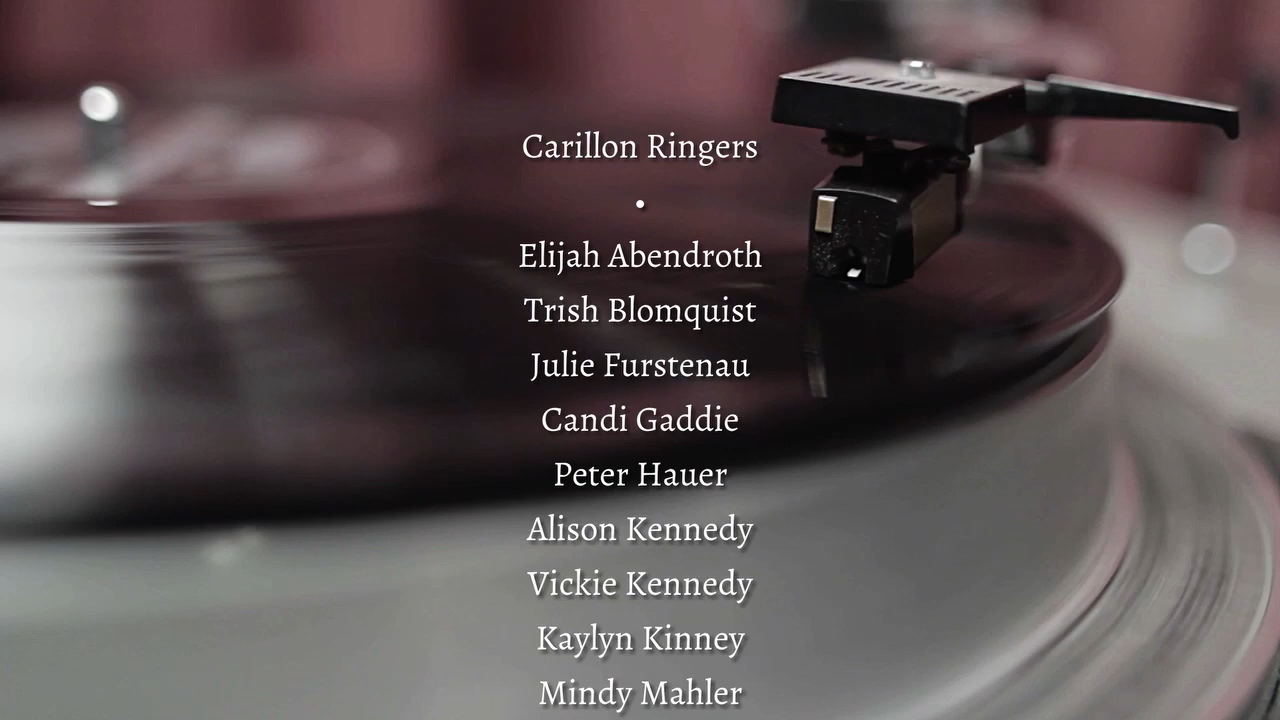 Carillon Ringers
•
Elijah Abendroth
Trish Blomquist
Julie Furstenau
Candi Gaddie
Peter Hauer
Alison Kennedy
Vickie Kennedy
Kaylyn Kinney
Mindy Mahler